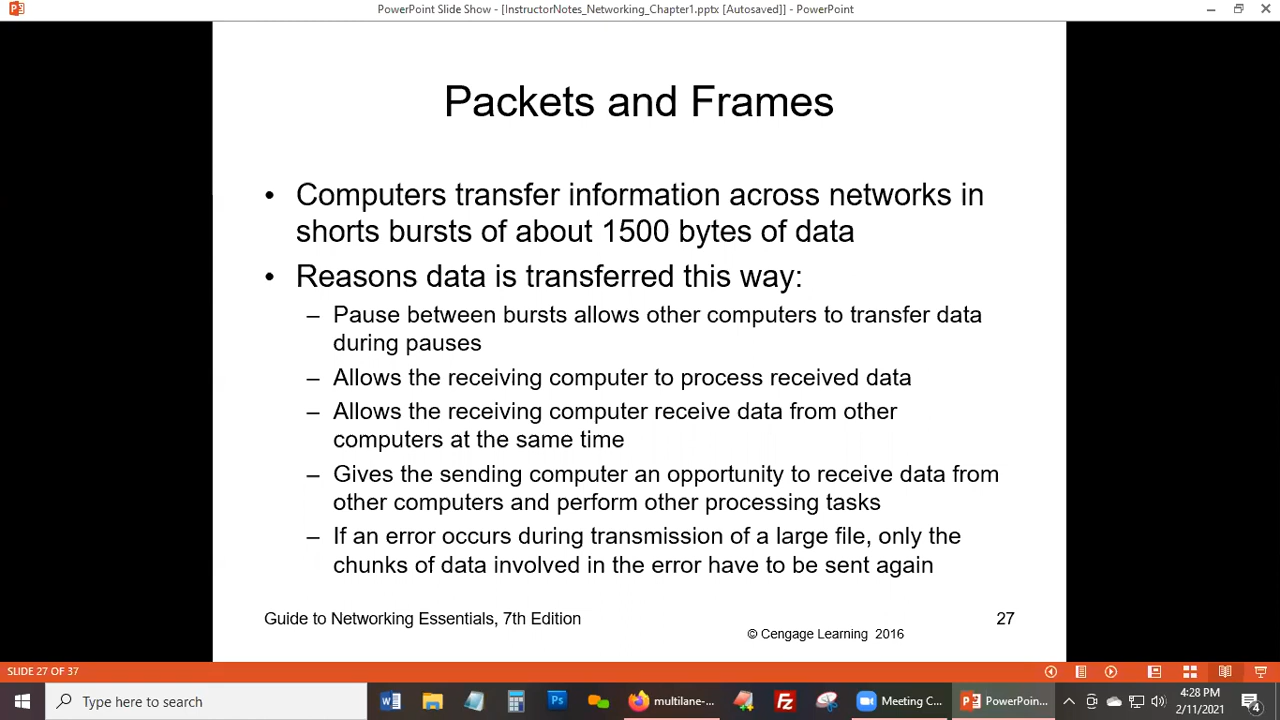 PowerPoint Slide Show - [InstructorNotes_Networking_Chapter1.pptx [Autosaved]] - PowerPoint
Packets and Frames
• Computers transfer information across networks in
shorts bursts of about 1500 bytes of data
• Reasons data is transferred this way:
– Pause between bursts allows other computers to transfer data
during pauses
– Allows the receiving computer to process received data
– Allows the receiving computer receive data from other
computers at the same time
– Gives the sending computer an opportunity to receive data from
other computers and perform other processing tasks
– If an error occurs during transmission of a large file, only the
chunks of data involved in the error have to be sent again
Guide to Networking Essentials, 7th Edition
© Cengage Learning 2016
27
SLIDE 27 OF 37
Type here to search
multilane-...
Meeting C...
PowerPoin...
4:28 PM
2/11/2021
4